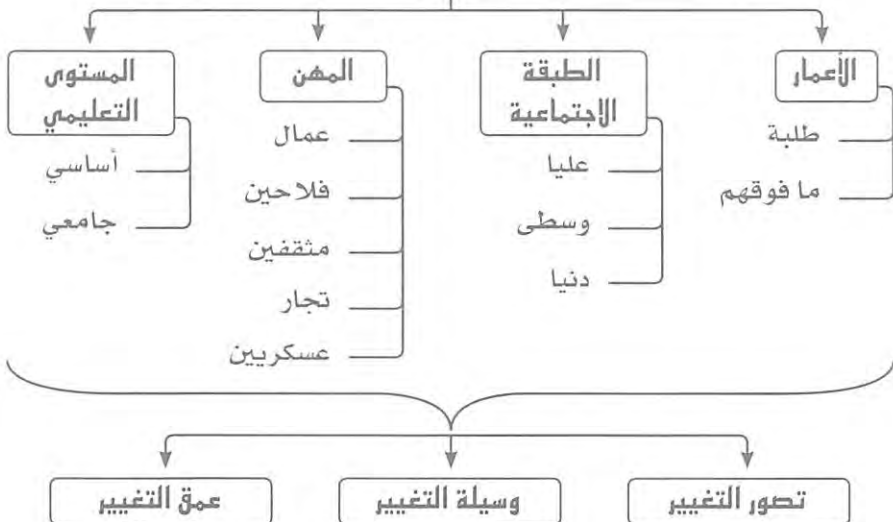 الأعمار
طلبة
ما فوقهم
الطبقة
الاجتماعية
عليا
وسطى
دنيا
المهن
عمال
فلاحين
مثقفين
تجار
عسكريين
المستوى
التعليمي
أساسي
جامعي
تصور التغيير
وسيلة التغيير
عمق التغيير